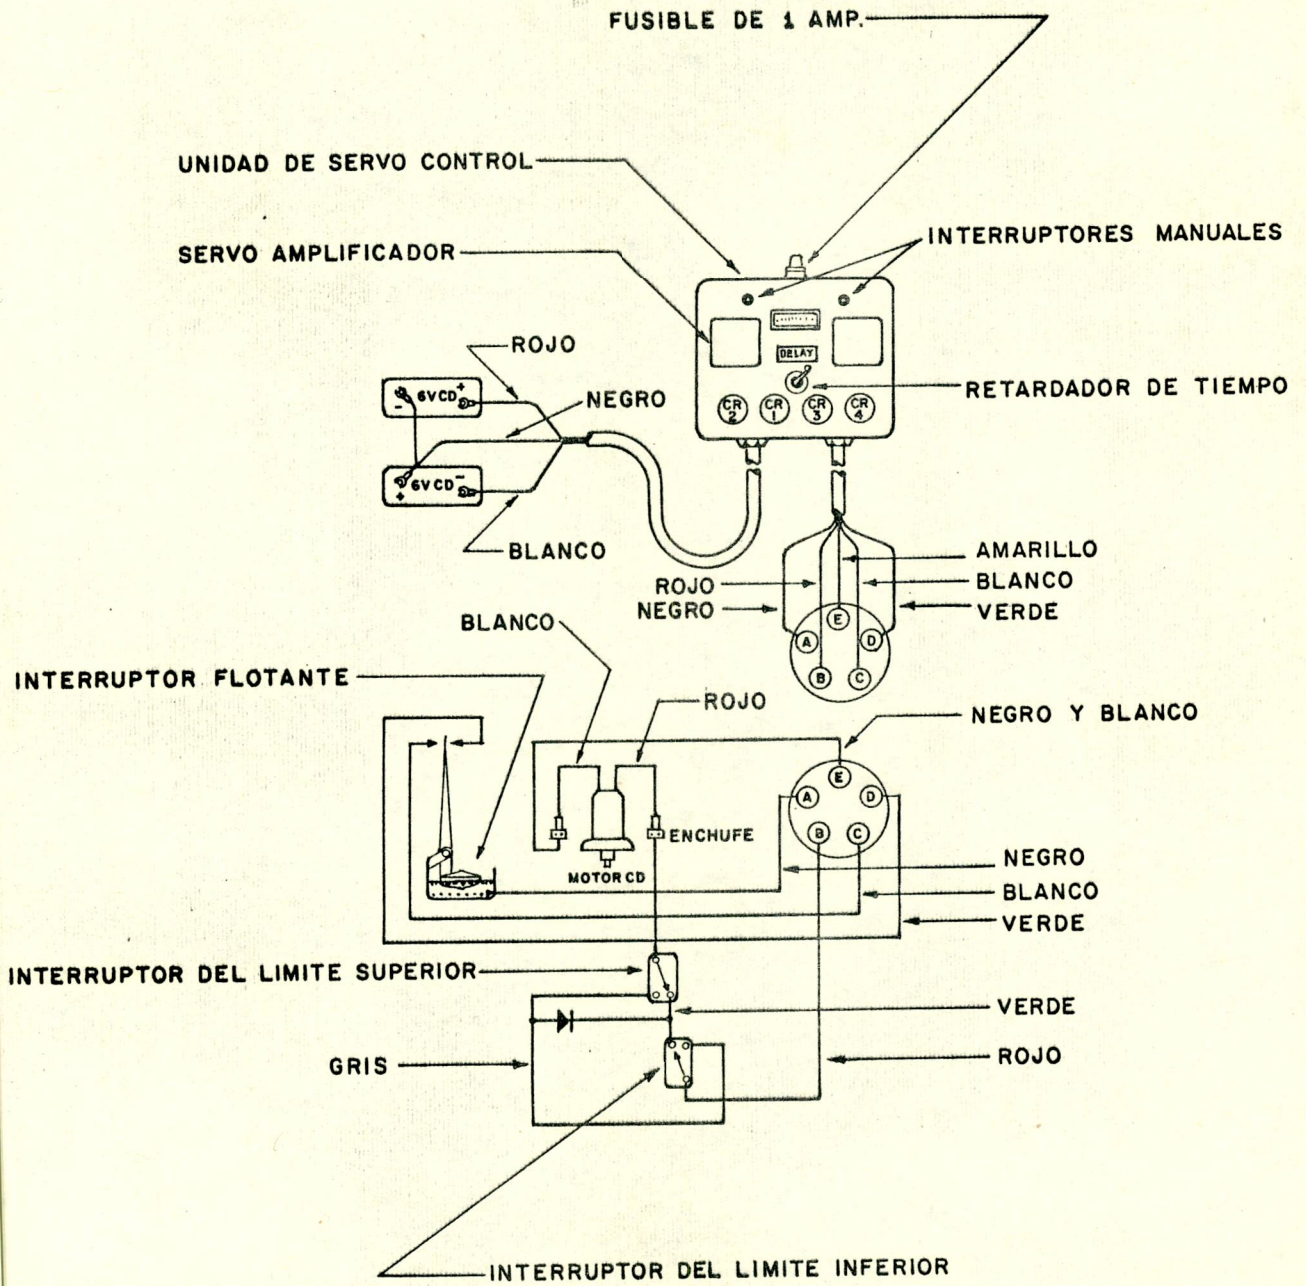 FUSIBLE DE 1 AMP.
UNIDAD DE SERVO CONTROL
SERVO AMPLIFICADOR
INTERRUPTORES MANUALES
ROJO
DELAY
NEGRO
RETARDADOR DE TIEMPO
- 6VCD +
CR 2
CR 1
CR 3
CR 4
+ 6VCD -
BLANCO
AMARILLO
ROJO
BLANCO
NEGRO
VERDE
E
A
D
B
C
BLANCO
INTERRUPTOR FLOTANTE
ROJO
NEGRO Y BLANCO
E
A
D
B
C
ENCHUFE
MOTOR CD
NEGRO
BLANCO
VERDE
INTERRUPTOR DEL LIMITE SUPERIOR
VERDE
GRIS
ROJO
INTERRUPTOR DEL LIMITE INFERIOR